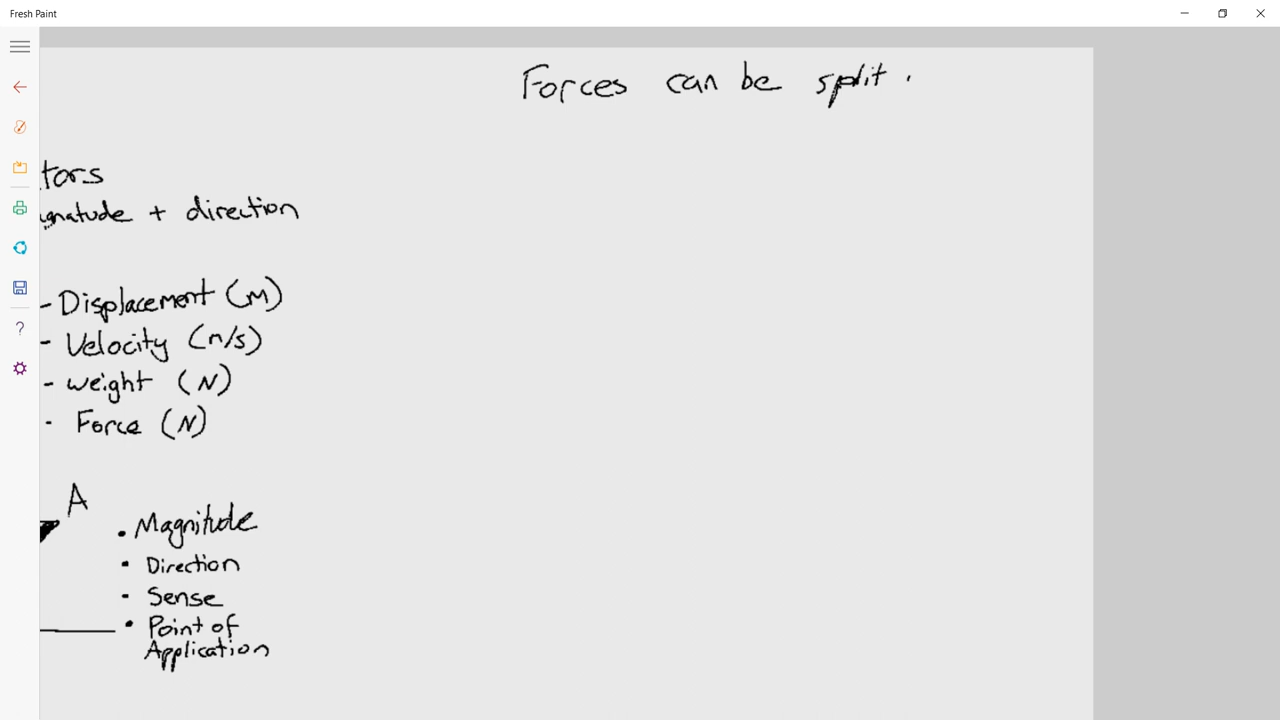 Fresh Paint
Forces can be split
tors
gnatude + direction
- Displacement (M)
- Velocity (m/s)
- weight (N)
- Force (N)
A
• Magnitude
• Direction
• Sense
• Point of
Application